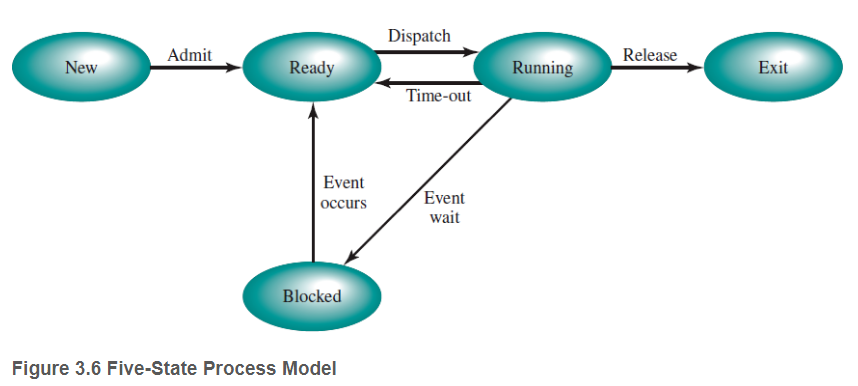 Dispatch
New
Admit
Ready
Running
Release
Exit
Time-out
Event
occurs
Event
wait
Blocked
Figure 3.6 Five-State Process Model